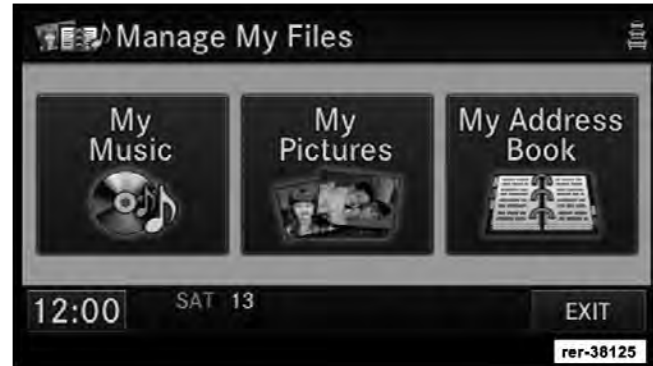 Manage My Files
My
Music
My
Pictures
My Address
Book
12:00
SAT 13
EXIT
rer-38125